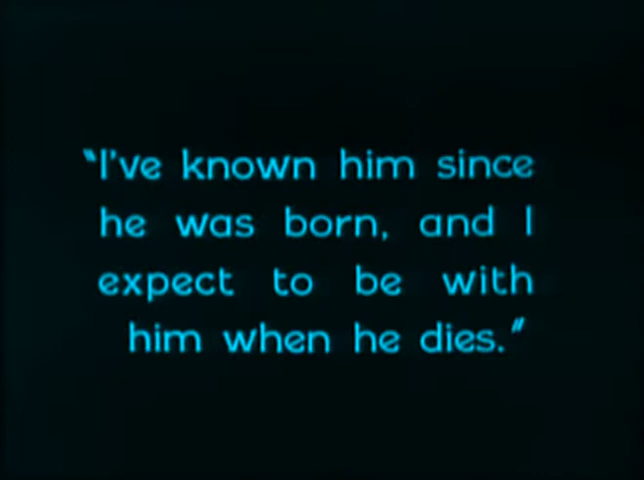 "I've known him since
he was born, and I
expect to be with
him when he dies."